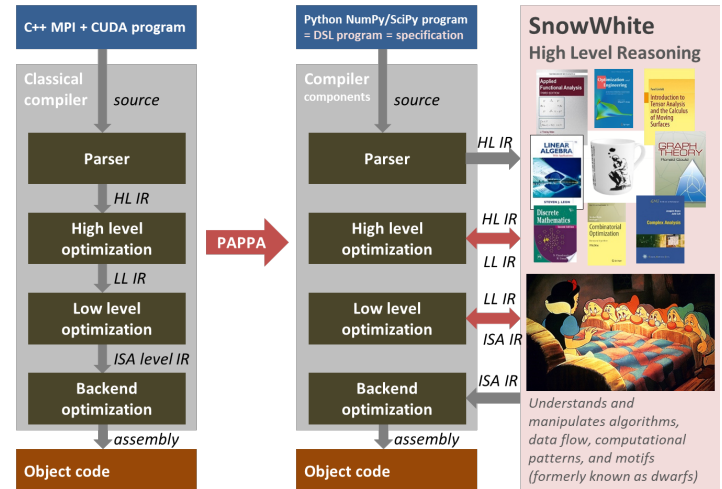 C++ MPI + CUDA program
Classical
compiler
source
Parser
HL IR
High level
optimization
LL IR
Low level
optimization
ISA level IR
Backend
optimization
assembly
Object code
PAPPA
Python NumPy/SciPy program
= DSL program = specification
Compiler
components
source
Parser
HL IR
High level
optimization
HL IR
LL IR
Low level
optimization
LL IR
ISA IR
Backend
optimization
ISA IR
assembly
Object code
SnowWhite
High Level Reasoning
Applied
Functional Analysis
Optimization
Engineering
Introduction to
Tensor Analysis
and the Calculus
of Moving
Surfaces
LINEAR
ALGEBRA
STEVEN J. LEON
GRAPH
THEORY
Ronald Gould
Discrete
Mathematics
Combinatorial
Optimization
Complex Analysis
Understands and
manipulates algorithms,
data flow, computational
patterns, and motifs
(formerly known as dwarfs)